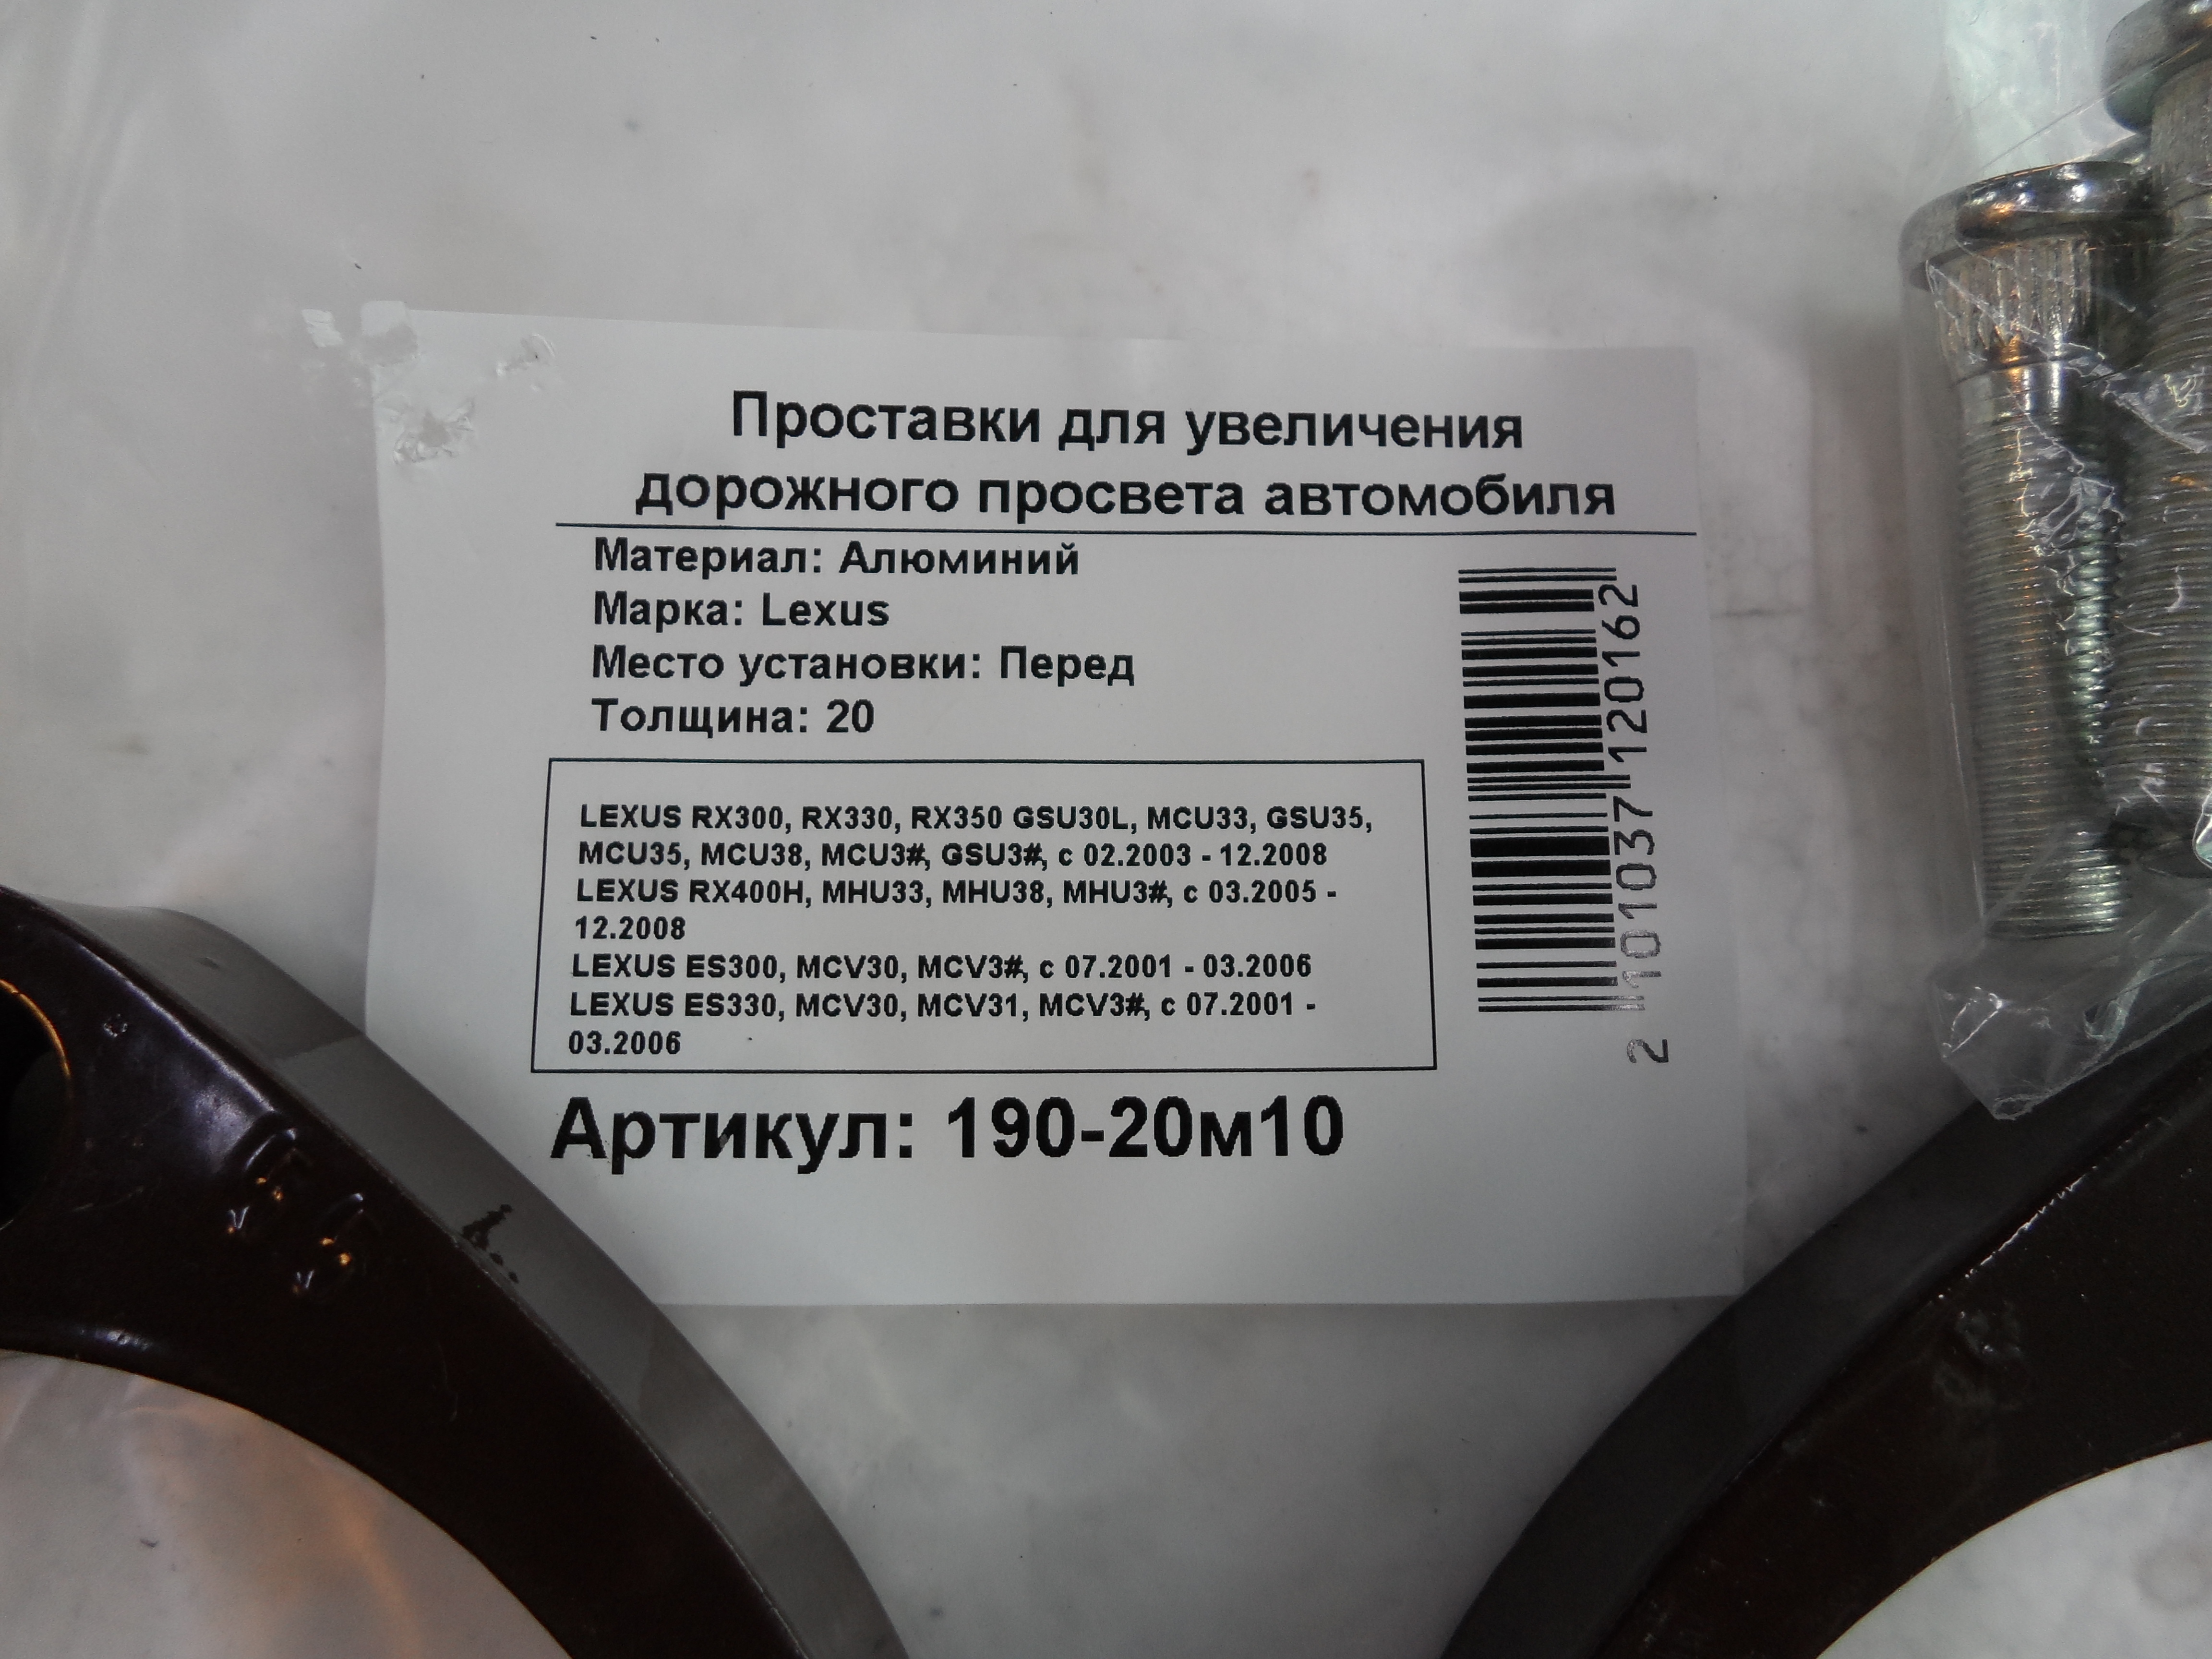 Проставки для увеличения
дорожного просвета автомобиля
Материал: Алюминий
Марка: Lexus
Место установки: Перед
Толщина: 20
LEXUS RX300, RX330, RX350 GSU30L, MCU33, GSU35,
MCU35, MCU38, MCU3#, GSU3#, с 02.2003 - 12.2008
LEXUS RX400H, MHU33, MHU38, MHU3#, с 03.2005 -
12.2008
LEXUS ES300, MCV30, MCV3#, с 07.2001 - 03.2006
LEXUS ES330, MCV30, MCV31, MCV3#, с 07.2001 -
03.2006
Артикул: 190-20м10
2 101037 120162